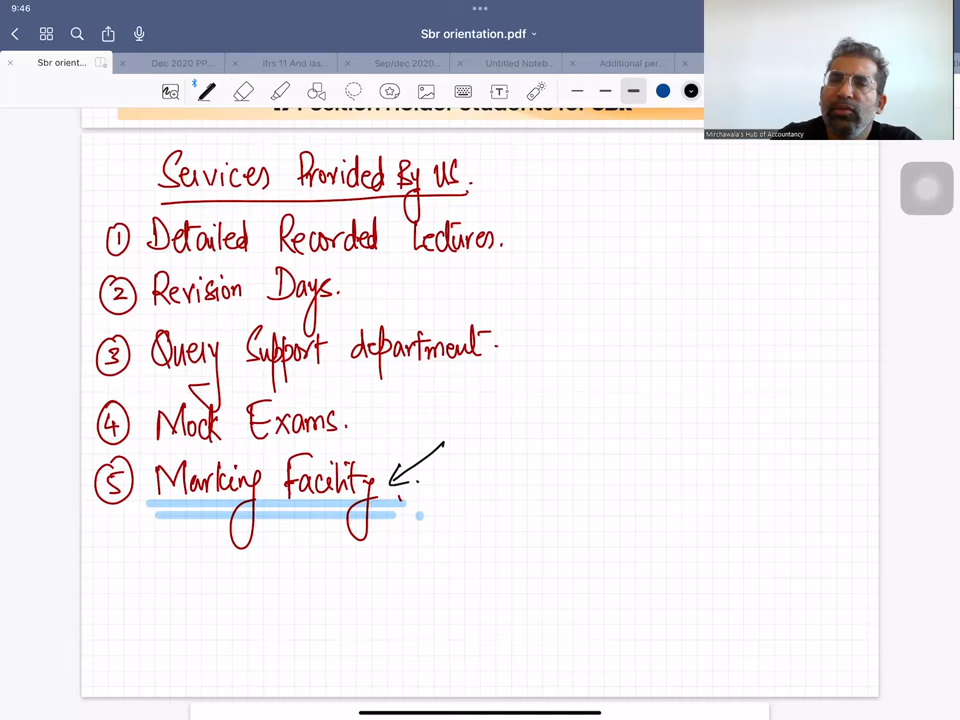 9:46
Sbr orientation.pdf
Sbr orient...
Dec 2020 PP...
ifrs 11 And ias...
Sep/dec 2020...
Untitled Noteb...
Additional per...
Mirchawala's Hub of Accountancy
Services Provided By US.
1 Detailed Recorded Lectures.
2 Revision Days.
3 Query Support department.
4 Mock Exams.
5 Marking Facility